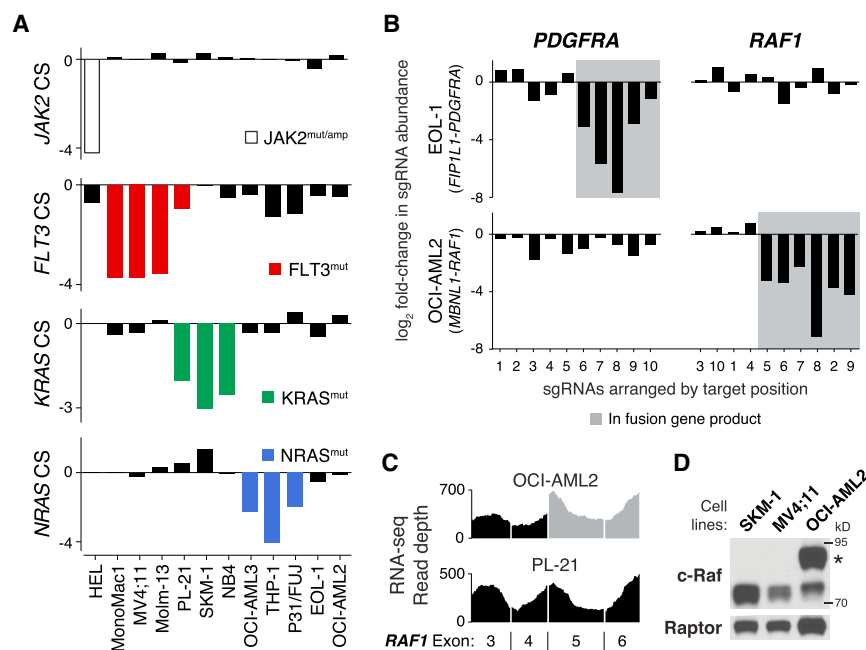 A
JAK2 CS
0
-4
JAK2mut/amp
FLT3 CS
0
-4
FLT3mut
KRAS CS
0
-3
KRASmut
NRAS CS
0
-4
NRASmut
HEL
MonoMac1
MV4;11
Molm-13
PL-21
SKM-1
NB4
OCI-AML3
THP-1
P31/FUJ
EOL-1
OCI-AML2
B
PDGFRA
RAF1
log2 fold-change in sgRNA abundance
EOL-1
(FIP1L1-PDGFRA)
0
-4
-8
OCI-AML2
(MBNL1-RAF1)
0
-4
-8
1 2 3 4 5 6 7 8 9 10
3 10 1 4 5 6 7 8 2 9
sgRNAs arranged by target position
In fusion gene product
C
RNA-seq
Read depth
OCI-AML2
700
0
PL-21
500
0
RAF1 Exon: 3 4 5 6
D
Cell
lines:
SKM-1
MV4;11
OCI-AML2
kD
95
*
c-Raf
70
Raptor